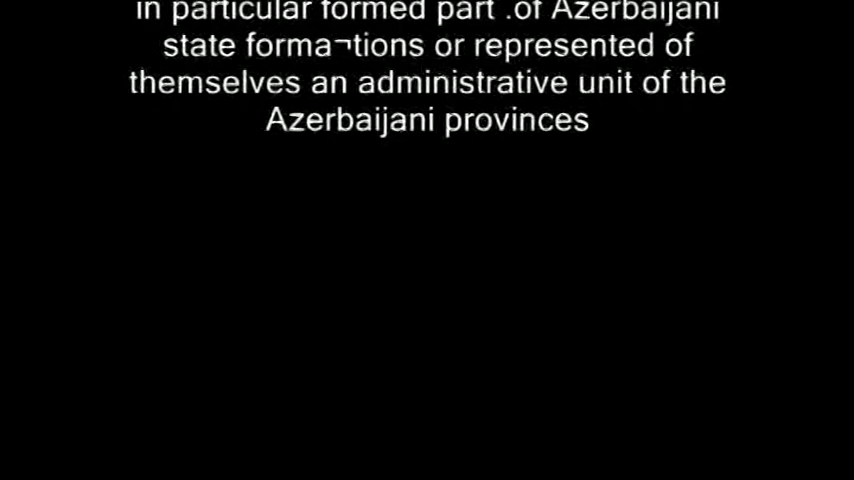 in particular formed part .of Azerbaijani
state forma¬tions or represented of
themselves an administrative unit of the
Azerbaijani provinces